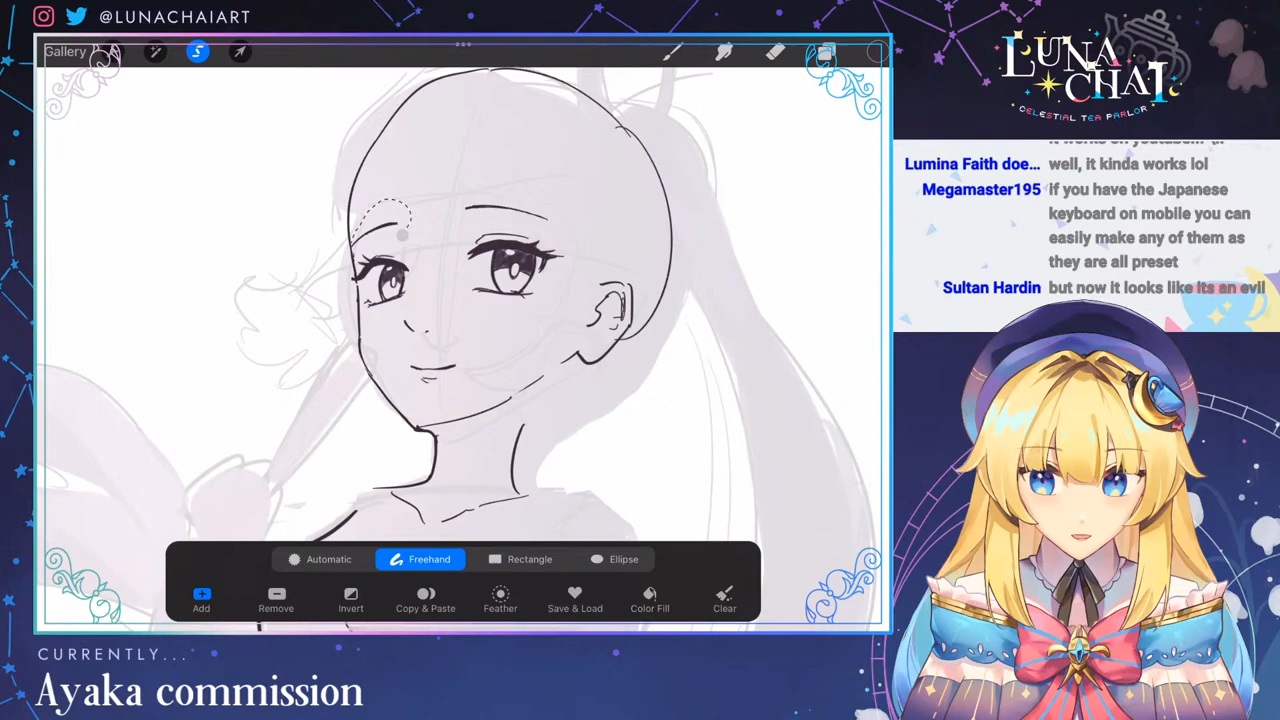 @LUNACHAIART
Gallery
LUNA
CHAI
CELESTIAL TEA PARLOR
Lumina Faith doe... well, it kinda works lol
Megamaster195 if you have the Japanese
keyboard on mobile you can
easily make any of them as
they are all preset
Sultan Hardin but now it looks like its an evil
Automatic Freehand Rectangle Ellipse
Add Remove Invert Copy & Paste Feather Save & Load Color Fill Clear
CURRENTLY...
Ayaka commission